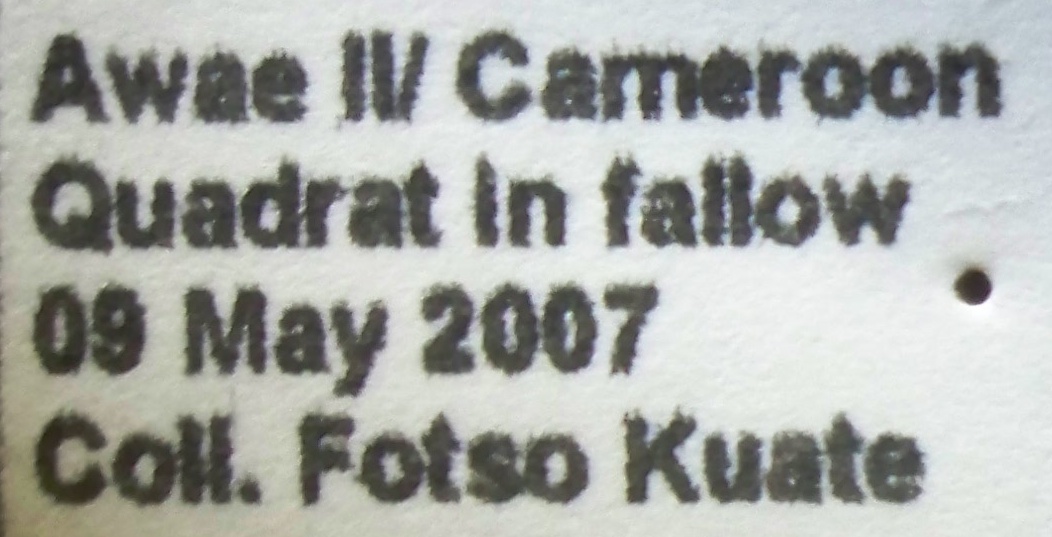 Awae II/ Cameroon
Quadrat in fallow
09 May 2007
Coll. Fotso Kuate